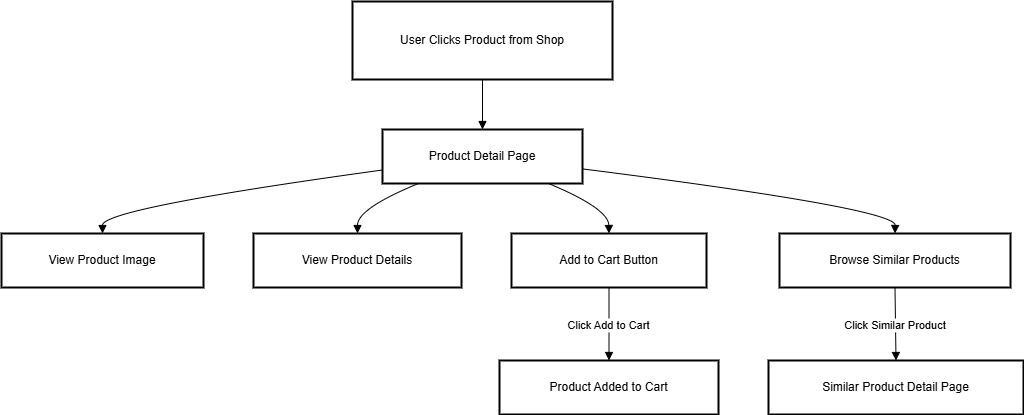 User Clicks Product from Shop
Product Detail Page
View Product Image
View Product Details
Add to Cart Button
Browse Similar Products
Click Add to Cart
Click Similar Product
Product Added to Cart
Similar Product Detail Page